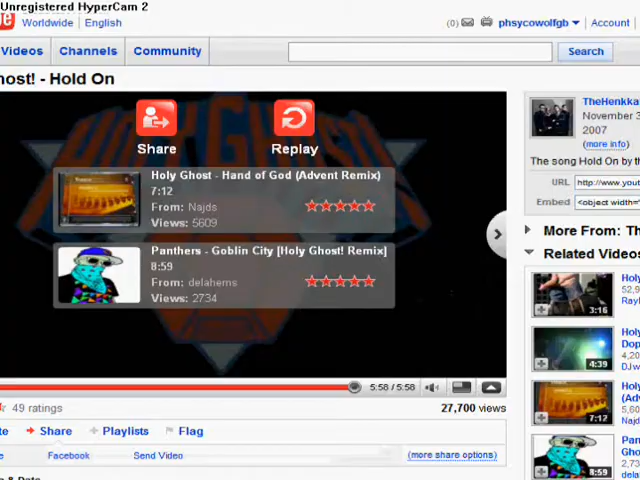 Unregistered HyperCam 2
Worldwide English
(0) phsycowolfgb Account
Videos Channels Community Search
host! - Hold On
HOLY GHOST
Share Replay
Holy Ghost - Hand of God (Advent Remix)
7:12
From: Najds
Views: 5609
Panthers - Goblin City [Holy Ghost! Remix]
8:59
From: delahems
Views: 2734
5:58 / 5:58
49 ratings 27,700 views
Share Playlists Flag
Facebook Send Video (more share options)
TheHenkka
November 3
2007
(more info)
The song Hold On by th
URL http://www.yout
Embed <object width="
More From: Th
Related Videos
3:16
Holy
52,9
Ray
4:39
Holy
Dop
4,20
DJw
7:12
Holy
(Adv
5,60
Najd
8:59
Pan
Gho
2,73
dela